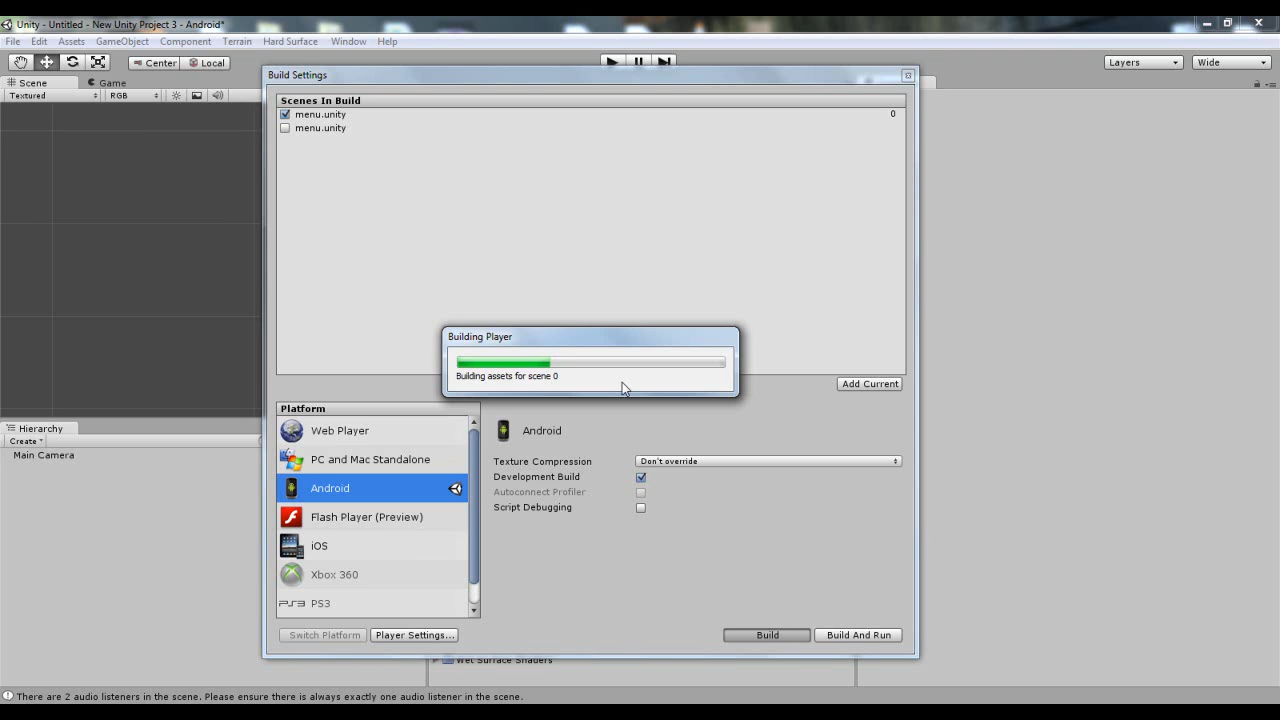 Unity - Untitled - New Unity Project 3 - Android*
File Edit Assets GameObject Component Terrain Hard Surface Window Help
Center Local Layers Wide
Scene Game
Textured RGB
Build Settings
Scenes In Build
menu.unity 0
menu.unity
Building Player
Building assets for scene 0
Add Current
Platform
Web Player
PC and Mac Standalone
Android
Flash Player (Preview)
iOS
Xbox 360
PS3
Android
Texture Compression Don't override
Development Build
Autoconnect Profiler
Script Debugging
Switch Platform Player Settings... Build Build And Run
Hierarchy
Create
Main Camera
Wet Surface Shaders
There are 2 audio listeners in the scene. Please ensure there is always exactly one audio listener in the scene.